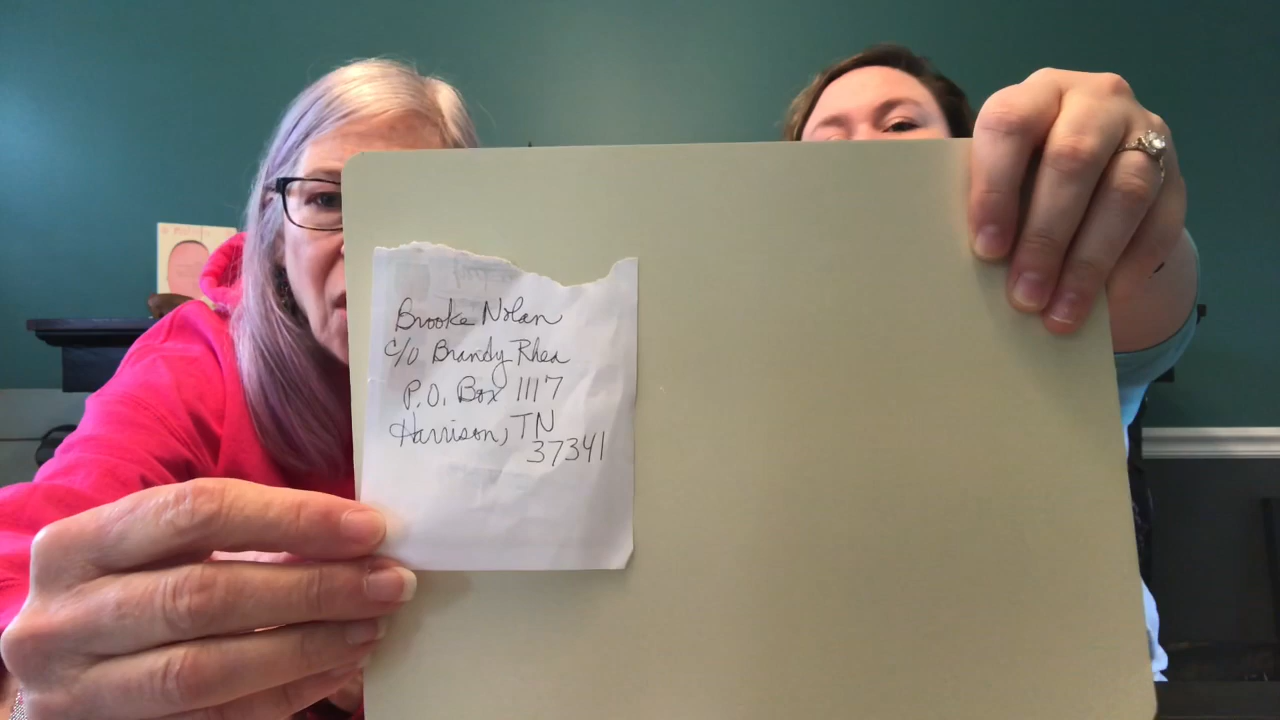 Brooke Nolan
c/o Brandy Rhea
P.O. Box 1117
Harrison, TN
37341